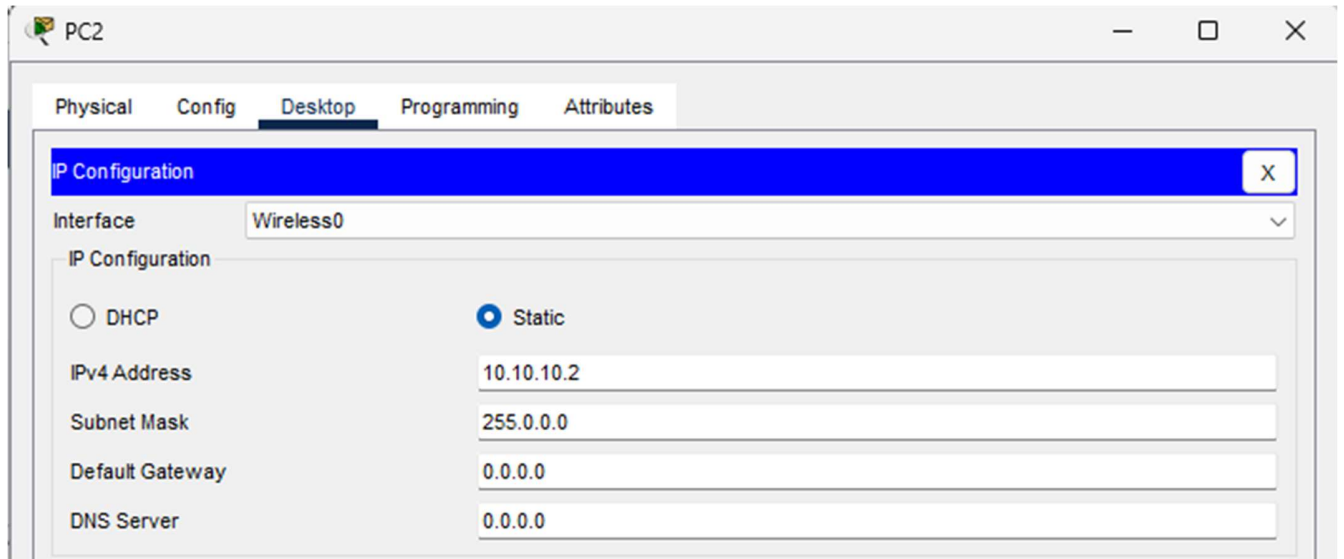 PC2
Physical Config Desktop Programming Attributes
IP Configuration X
Interface Wireless0
IP Configuration
DHCP Static
IPv4 Address 10.10.10.2
Subnet Mask 255.0.0.0
Default Gateway 0.0.0.0
DNS Server 0.0.0.0